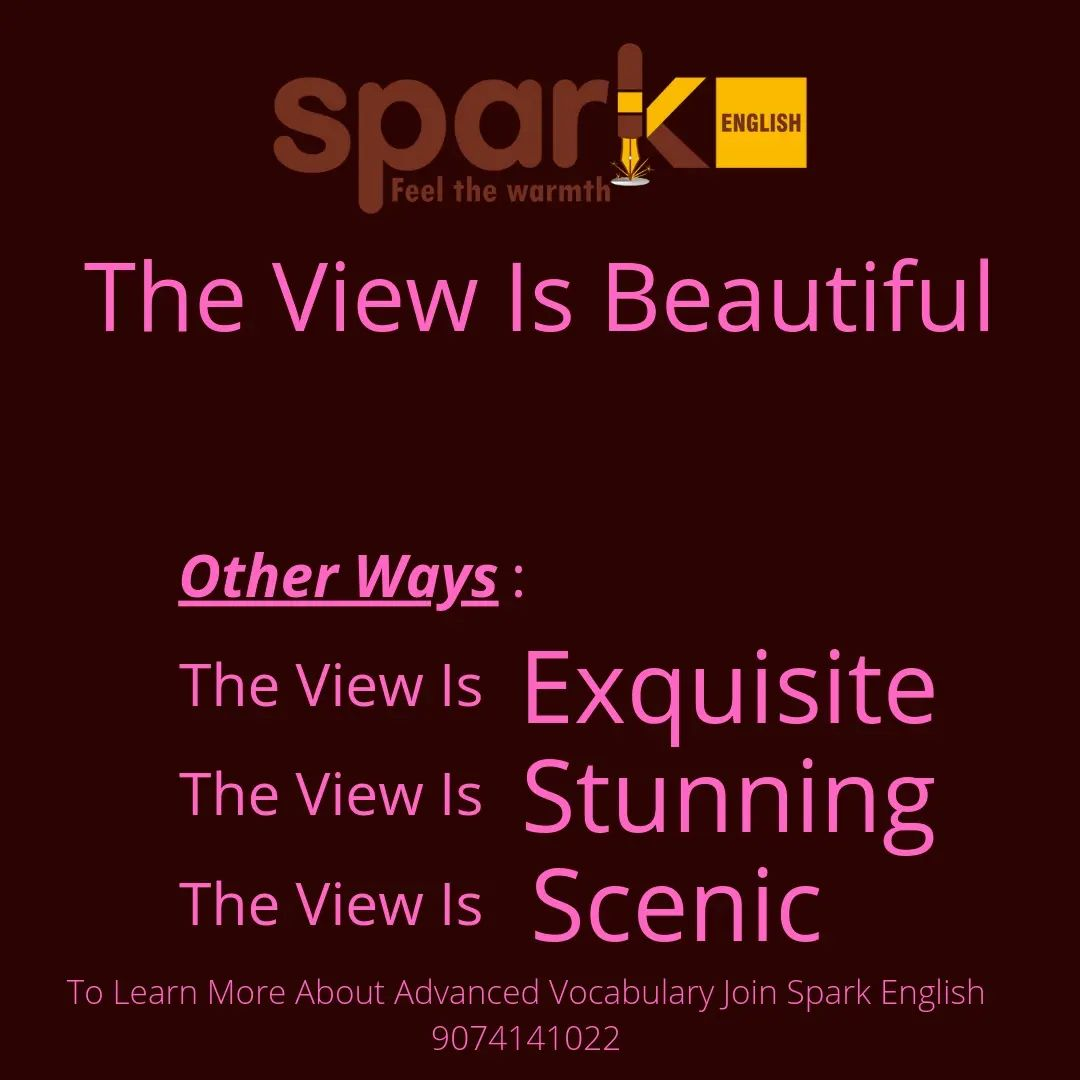 spark ENGLISH
Feel the warmth
The View Is Beautiful
Other Ways :
The View Is Exquisite
The View Is Stunning
The View Is Scenic
To Learn More About Advanced Vocabulary Join Spark English
9074141022